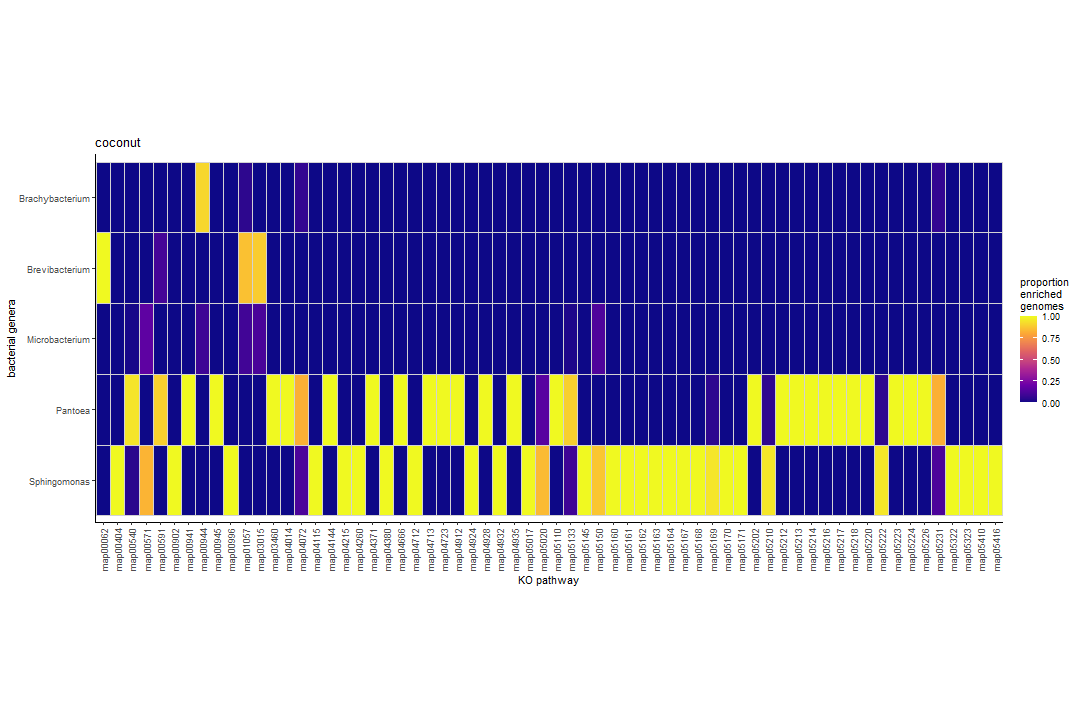 coconut
bacterial genera
Brachybacterium
Brevibacterium
Microbacterium
Pantoea
Sphingomonas
map00062
map00404
map00540
map00571
map00591
map00902
map00941
map00944
map00945
map00996
map01057
map03015
map03460
map04014
map04072
map04115
map04144
map04215
map04260
map04371
map04380
map04666
map04712
map04713
map04723
map04912
map04924
map04928
map04932
map04935
map05017
map05020
map05110
map05133
map05145
map05150
map05160
map05161
map05162
map05163
map05164
map05167
map05168
map05169
map05170
map05171
map05202
map05210
map05212
map05213
map05214
map05216
map05217
map05218
map05220
map05222
map05223
map05224
map05226
map05231
map05322
map05323
map05410
map05416
KO pathway
proportion
enriched
genomes
1.00
0.75
0.50
0.25
0.00